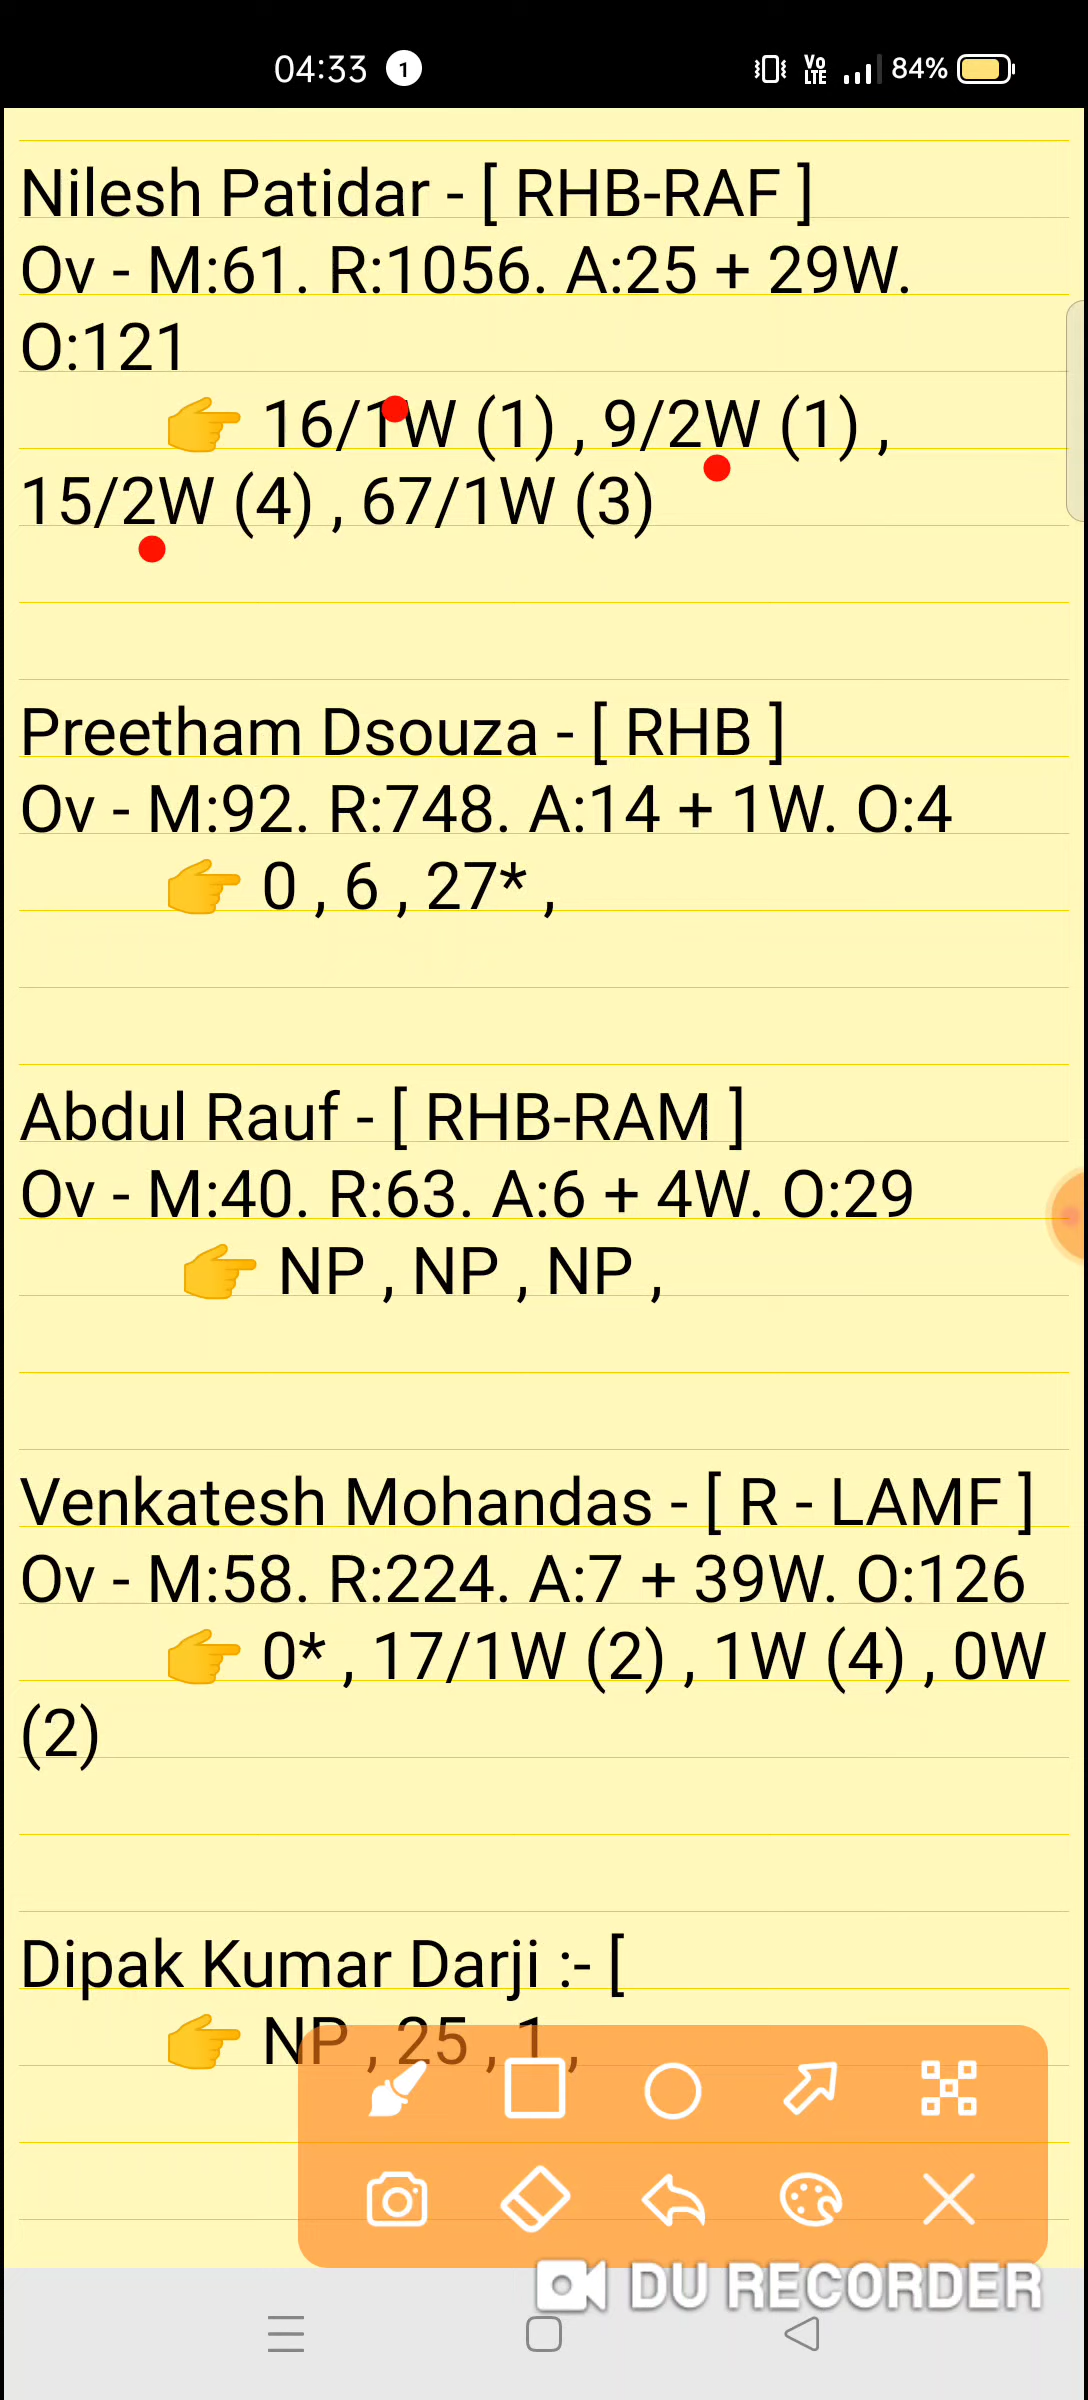 04:33 1 Vo LTE 84%
Nilesh Patidar - [ RHB-RAF ]
Ov - M:61. R:1056. A:25 + 29W.
O:121
👉 16/1W (1) , 9/2W (1) ,
15/2W (4) , 67/1W (3)
Preetham Dsouza - [ RHB ]
Ov - M:92. R:748. A:14 + 1W. O:4
👉 0 , 6 , 27* ,
Abdul Rauf - [ RHB-RAM ]
Ov - M:40. R:63. A:6 + 4W. O:29
👉 NP , NP , NP ,
Venkatesh Mohandas - [ R - LAMF ]
Ov - M:58. R:224. A:7 + 39W. O:126
👉 0* , 17/1W (2) , 1W (4) , 0W
(2)
Dipak Kumar Darji :- [
👉 NP , 25 , 1 ,
DU RECORDER